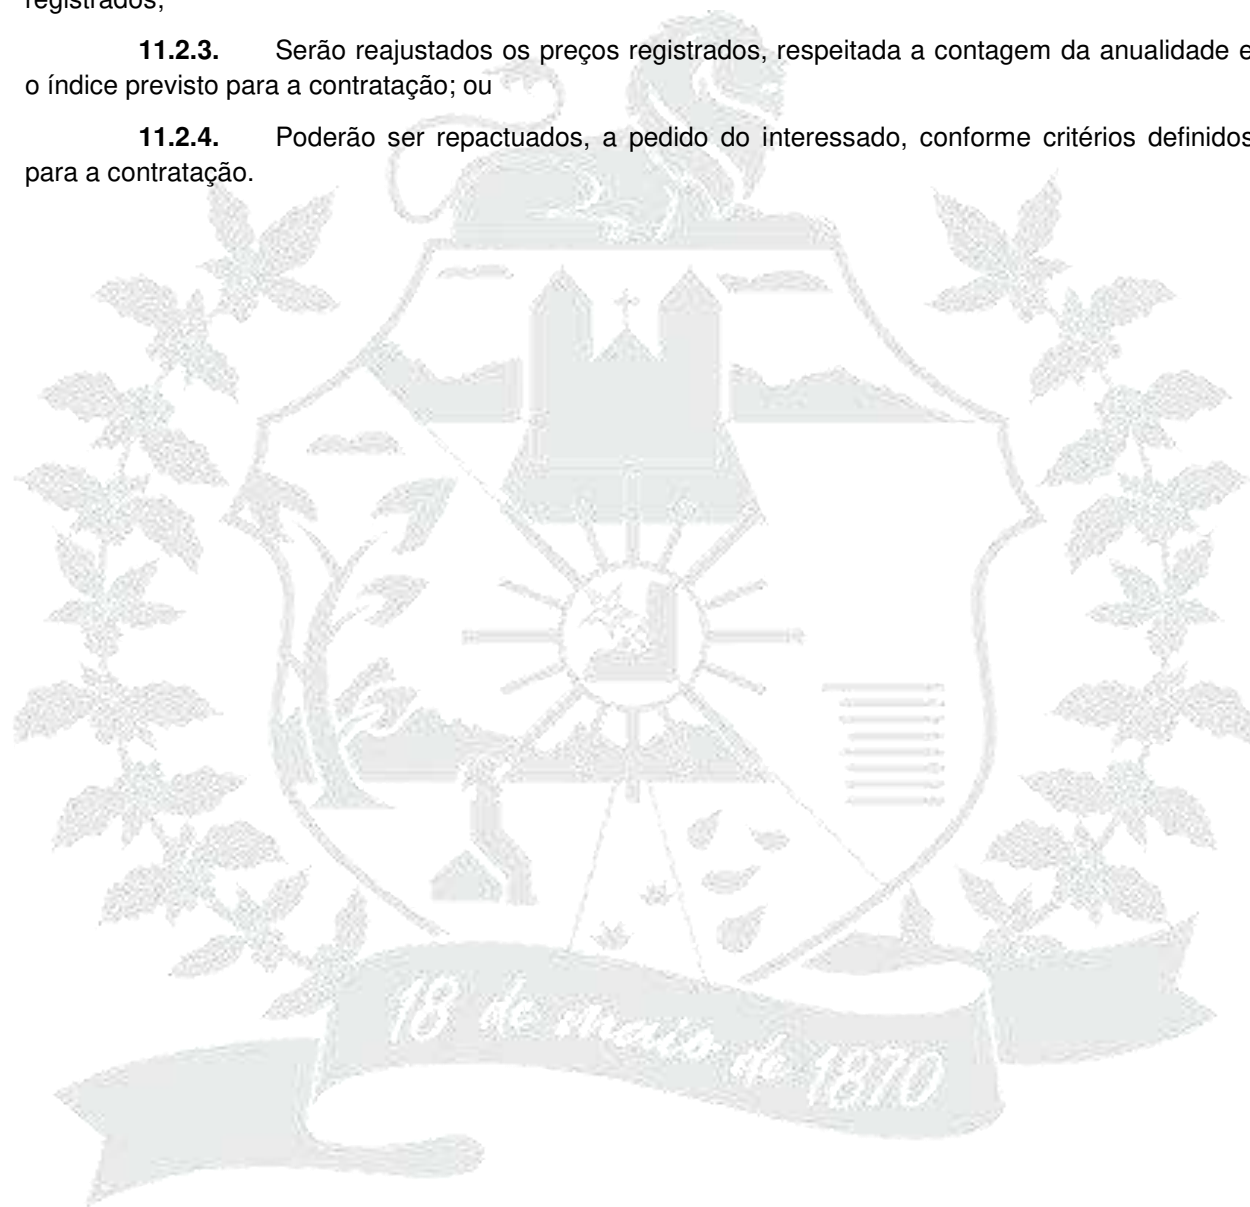 registrados;
11.2.3. Serão reajustados os preços registrados, respeitada a contagem da anualidade e
o índice previsto para a contratação; ou
11.2.4. Poderão ser repactuados, a pedido do interessado, conforme critérios definidos
para a contratação.
18 de maio de 1870